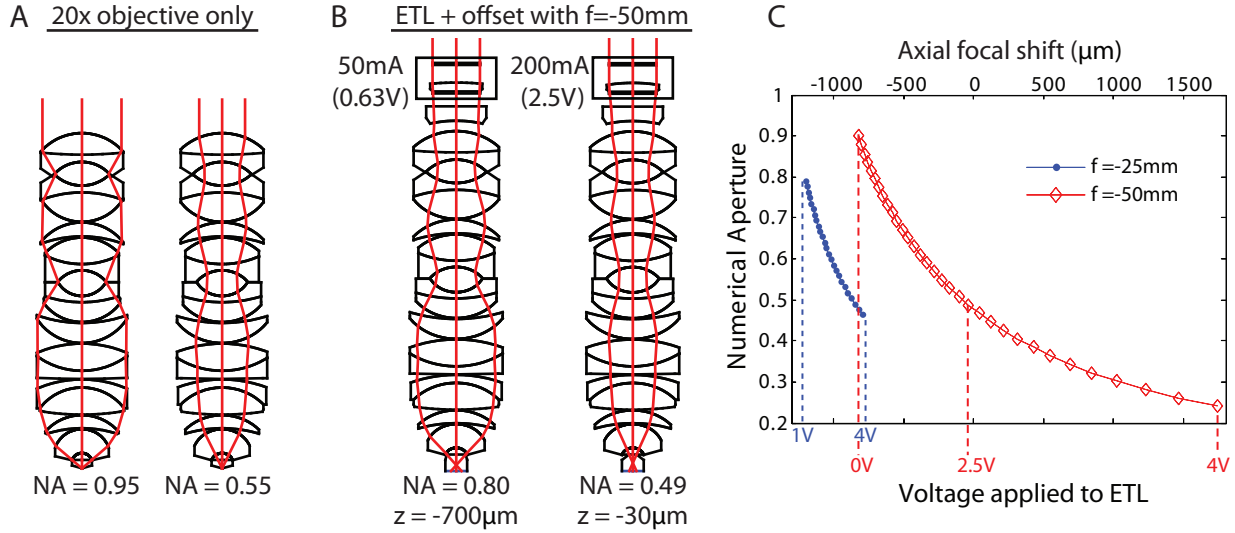 A
20x objective only
NA = 0.95
NA = 0.55
B
ETL + offset with f=-50mm
50mA
(0.63V)
200mA
(2.5V)
NA = 0.80
z = -700µm
NA = 0.49
z = -30µm
C
Axial focal shift (µm)
-1000 -500 0 500 1000 1500
Numerical Aperture
1
0.9
0.8
0.7
0.6
0.5
0.4
0.3
0.2
f =-25mm
f =-50mm
1V 4V
0V 2.5V 4V
Voltage applied to ETL